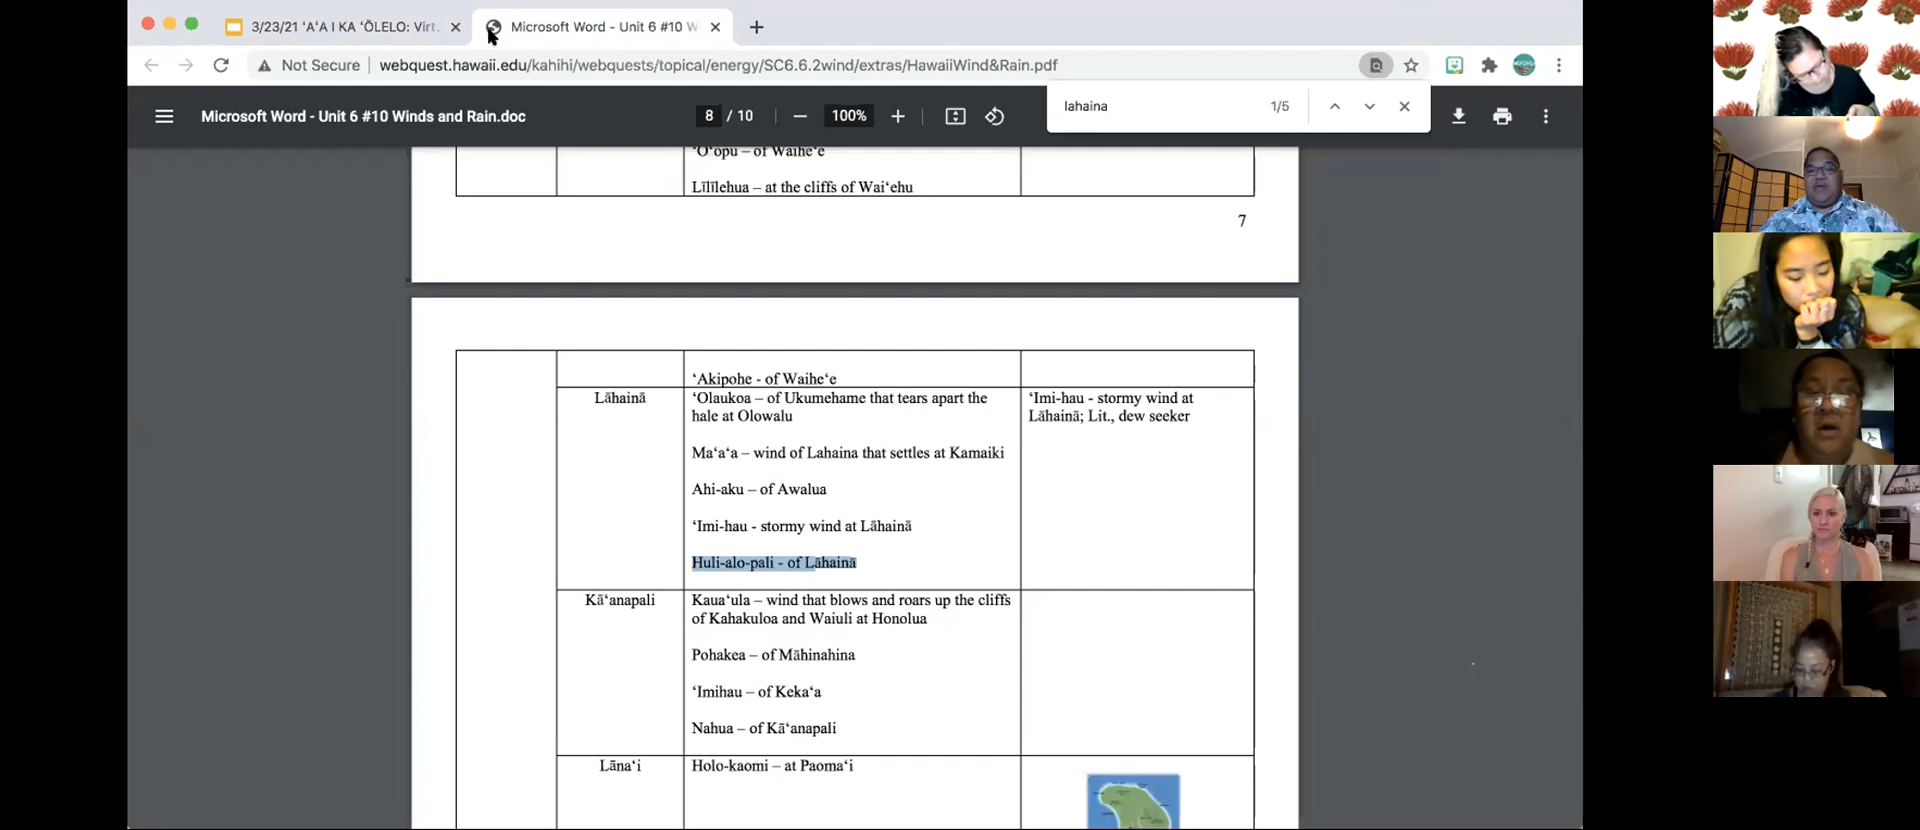 3/23/21 ʻAʻA I KA ʻŌLELO: Virt.
Microsoft Word - Unit 6 #10 W
Not Secure
webquest.hawaii.edu/kahihi/webquests/topical/energy/SC6.6.2wind/extras/HawaiiWind&Rain.pdf
lahaina 1/5
Microsoft Word - Unit 6 #10 Winds and Rain.doc
8 / 10
100%
ʻOʻopu – of Waiheʻe
Līlīlehua – at the cliffs of Waiʻehu
7
ʻAkipohe - of Waiheʻe
Lāhainā
ʻOlaukoa – of Ukumehame that tears apart the
hale at Olowalu
Maʻaʻa – wind of Lahaina that settles at Kamaiki
Ahi-aku – of Awalua
ʻImi-hau - stormy wind at Lāhainā
Huli-alo-pali - of Lāhainā
ʻImi-hau - stormy wind at
Lāhainā; Lit., dew seeker
Kāʻanapali
Kauaʻula – wind that blows and roars up the cliffs
of Kahakuloa and Waiuli at Honolua
Pohakea – of Māhinahina
ʻImihau – of Kekaʻa
Nahua – of Kāʻanapali
Lānaʻi
Holo-kaomi – at Paomaʻi